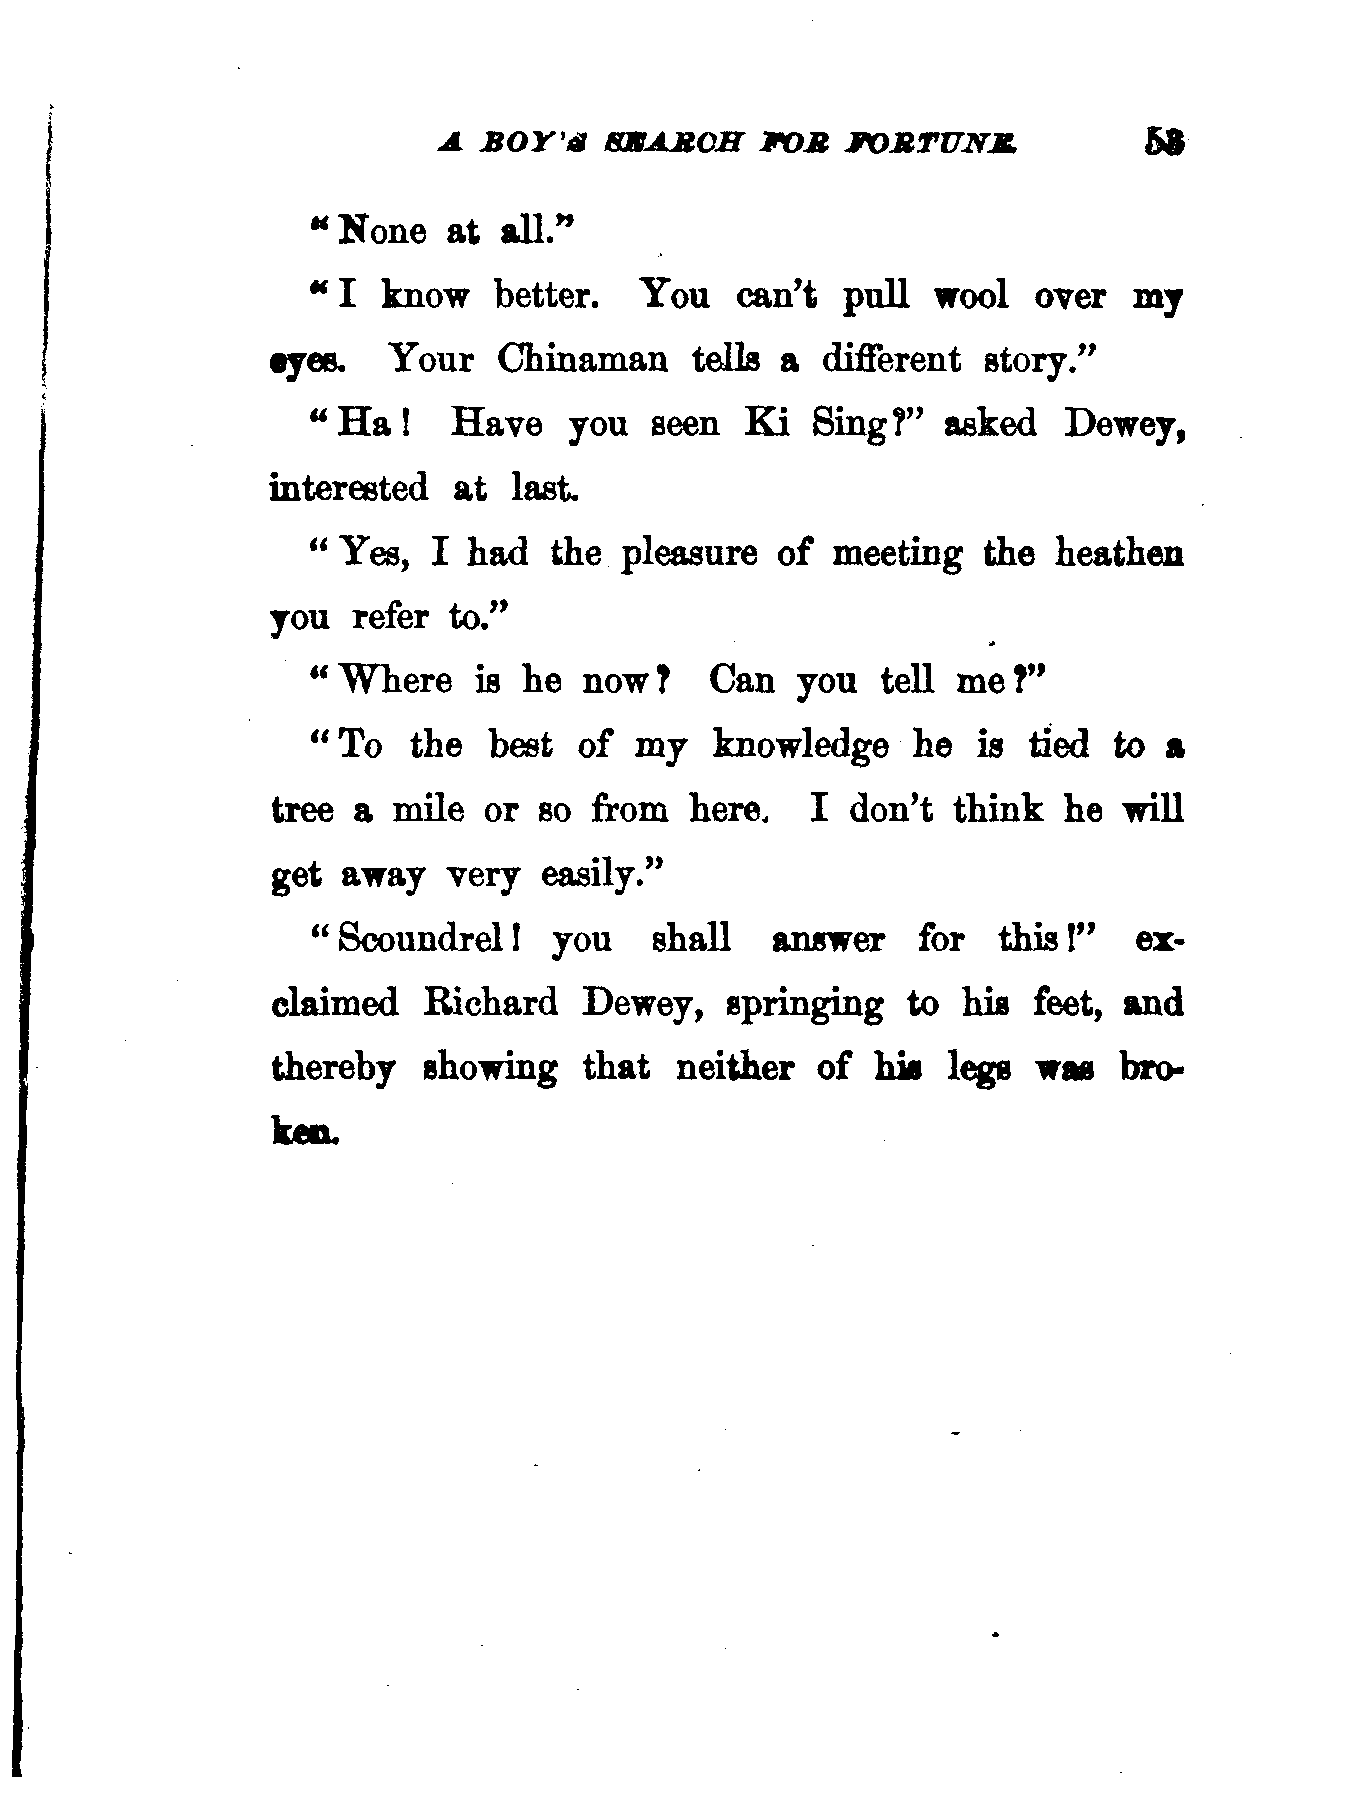 A BOY'S SEARCH FOR FORTUNE. 53
"None at all."
"I know better. You can't pull wool over my
eyes. Your Chinaman tells a different story."
"Ha! Have you seen Ki Sing?" asked Dewey,
interested at last.
"Yes, I had the pleasure of meeting the heathen
you refer to."
"Where is he now? Can you tell me?"
"To the best of my knowledge he is tied to a
tree a mile or so from here. I don't think he will
get away very easily."
"Scoundrel! you shall answer for this!" ex-
claimed Richard Dewey, springing to his feet, and
thereby showing that neither of his legs was bro-
ken.